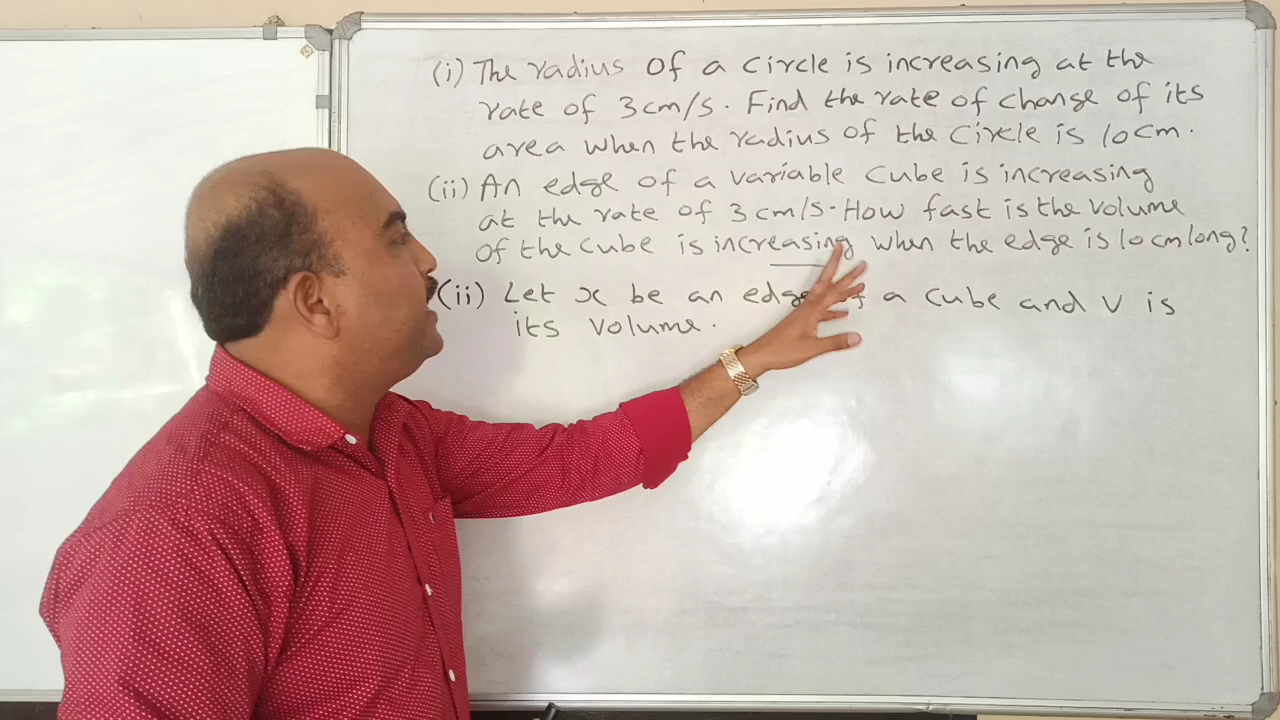 (i) The radius of a circle is increasing at the
rate of 3cm/s. Find the rate of change of its
area when the radius of the circle is 10cm.
(ii) An edge of a variable cube is increasing
at the rate of 3cm/s. How fast is the volume
of the cube is increasing when the edge is 10cm long?
(ii) Let x be an edge of a cube and V is
its volume.